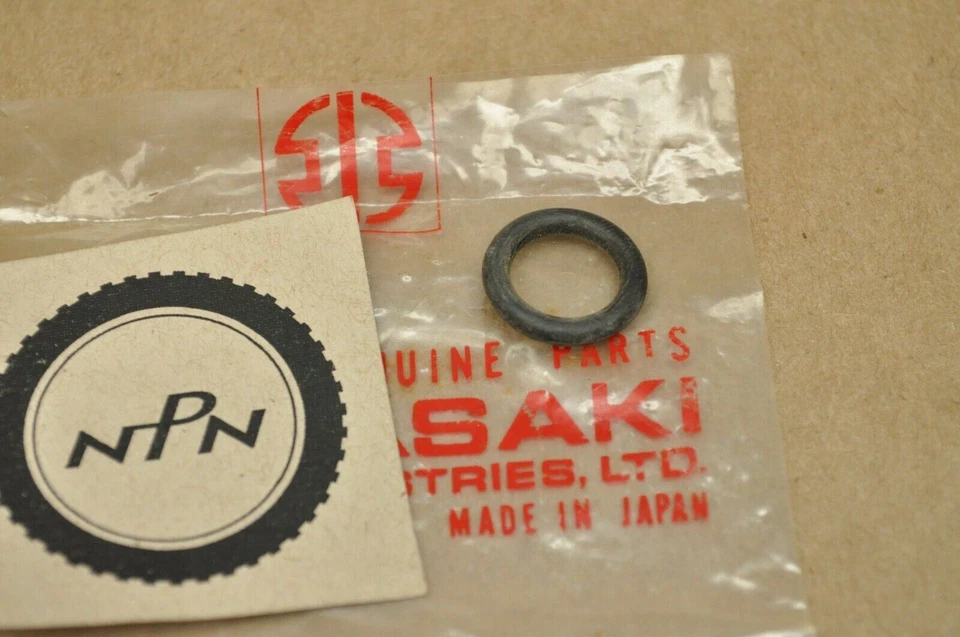 UINE PARTS
ASAKI
STRIES, LTD.
MADE IN JAPAN
NPN